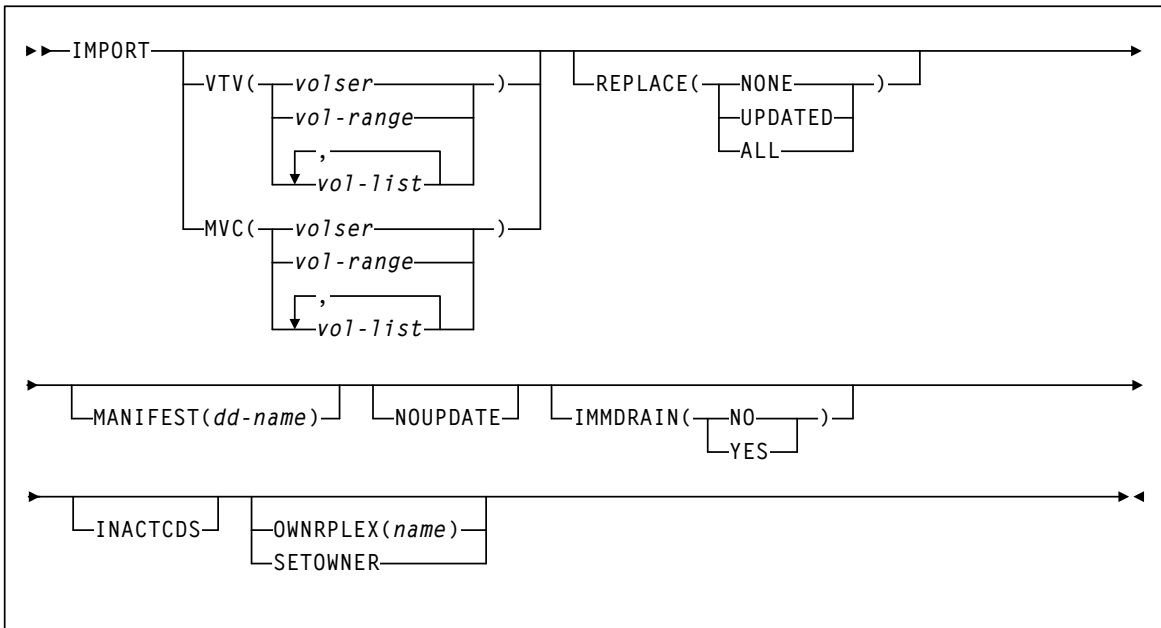 IMPORT
VTV( volser )
vol-range
,
vol-list
MVC( volser )
vol-range
,
vol-list
REPLACE( NONE )
UPDATED
ALL
MANIFEST(dd-name)
NOUPDATE
IMMDRAIN( NO )
YES
INACTCDS
OWNRPLEX(name)
SETOWNER